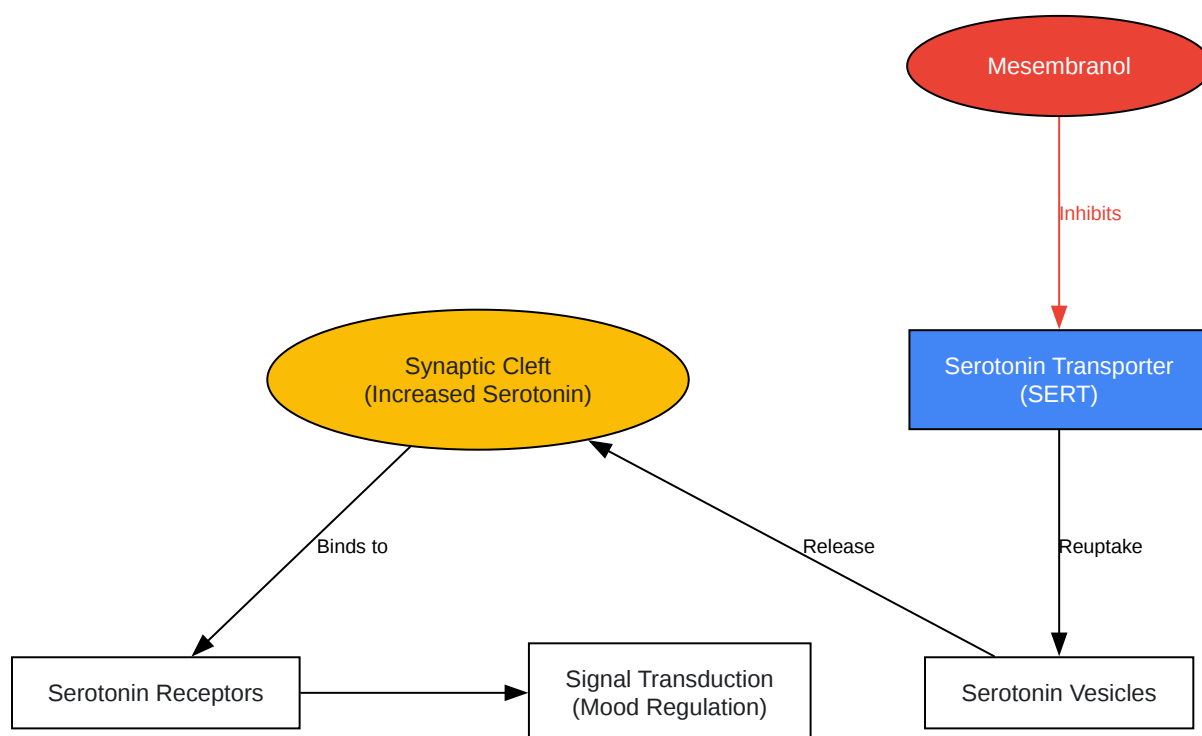 Mesembranol
Inhibits
Synaptic Cleft
(Increased Serotonin)
Serotonin Transporter
(SERT)
Binds to
Release
Reuptake
Serotonin Receptors
Signal Transduction
(Mood Regulation)
Serotonin Vesicles